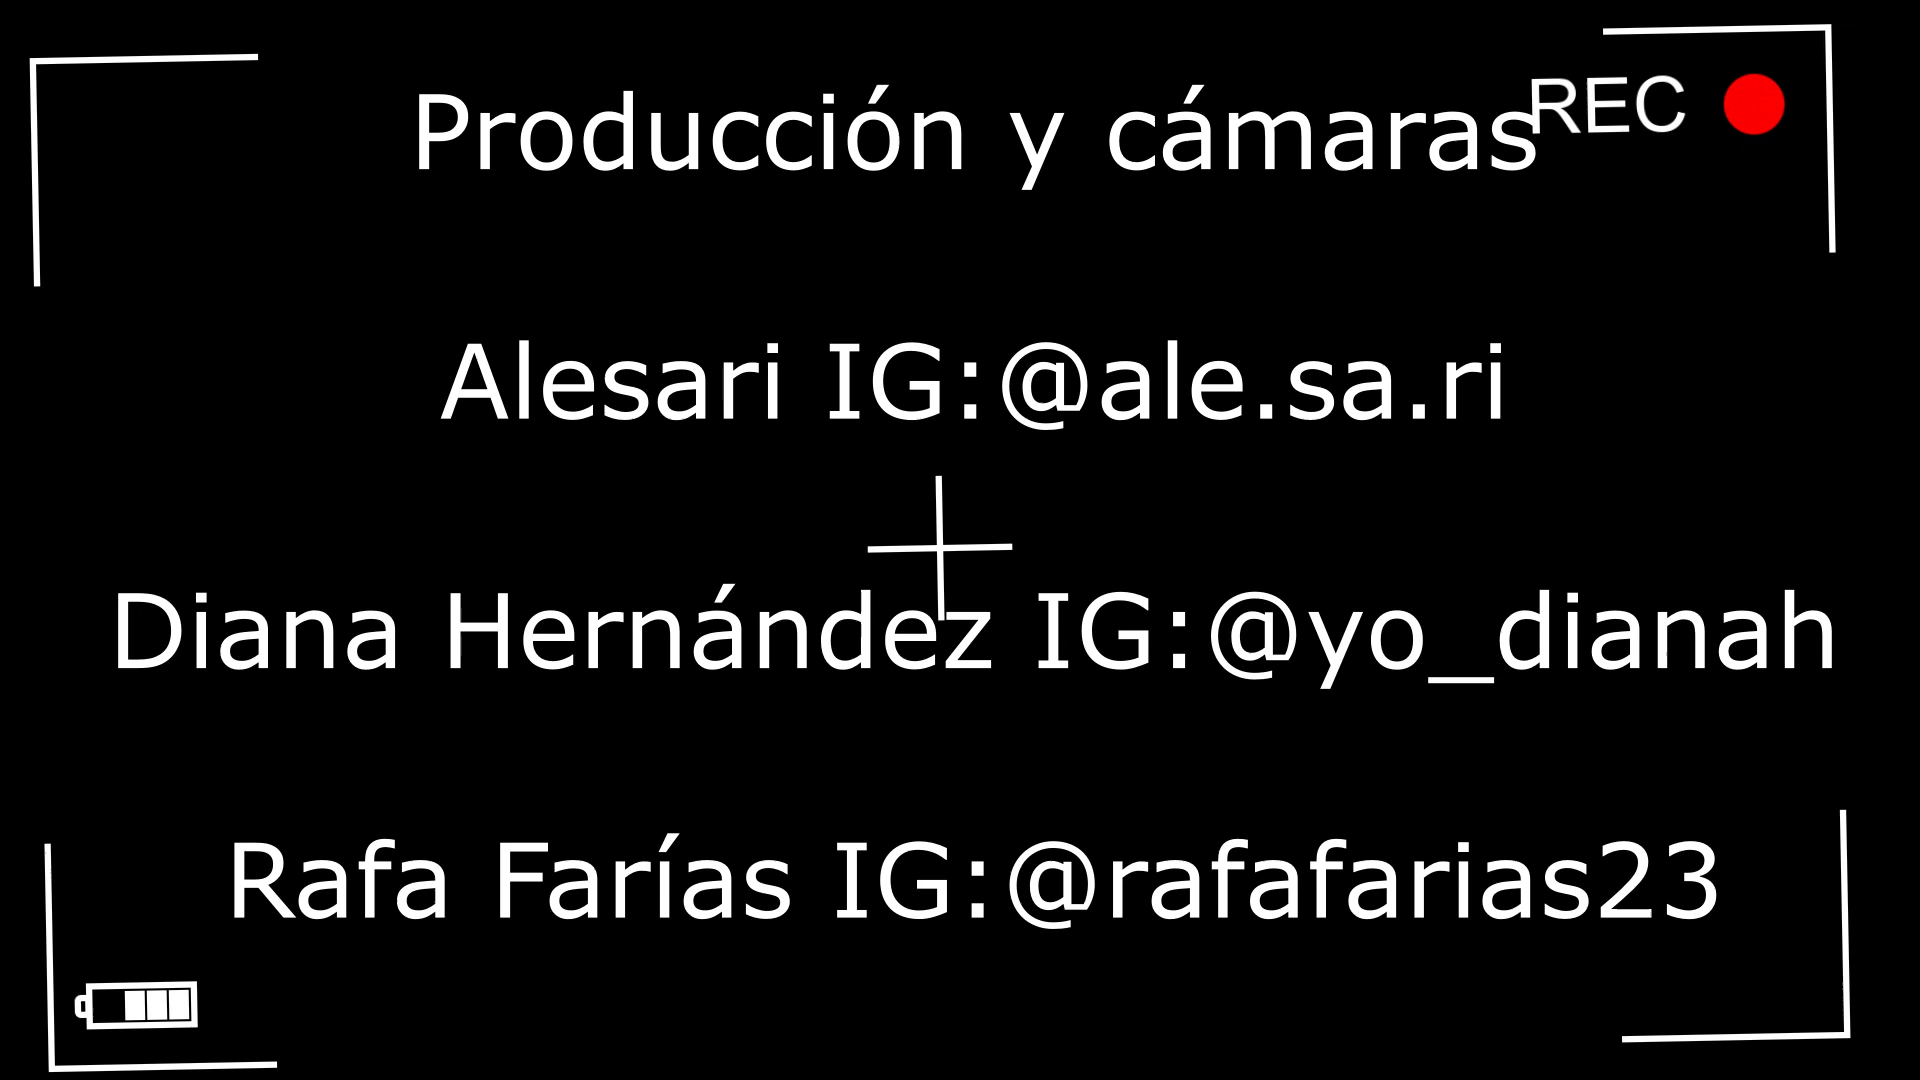 Producción y cámaras
REC
Alesari IG:@ale.sa.ri
Diana Hernández IG:@yo_dianah
Rafa Farías IG:@rafafarias23